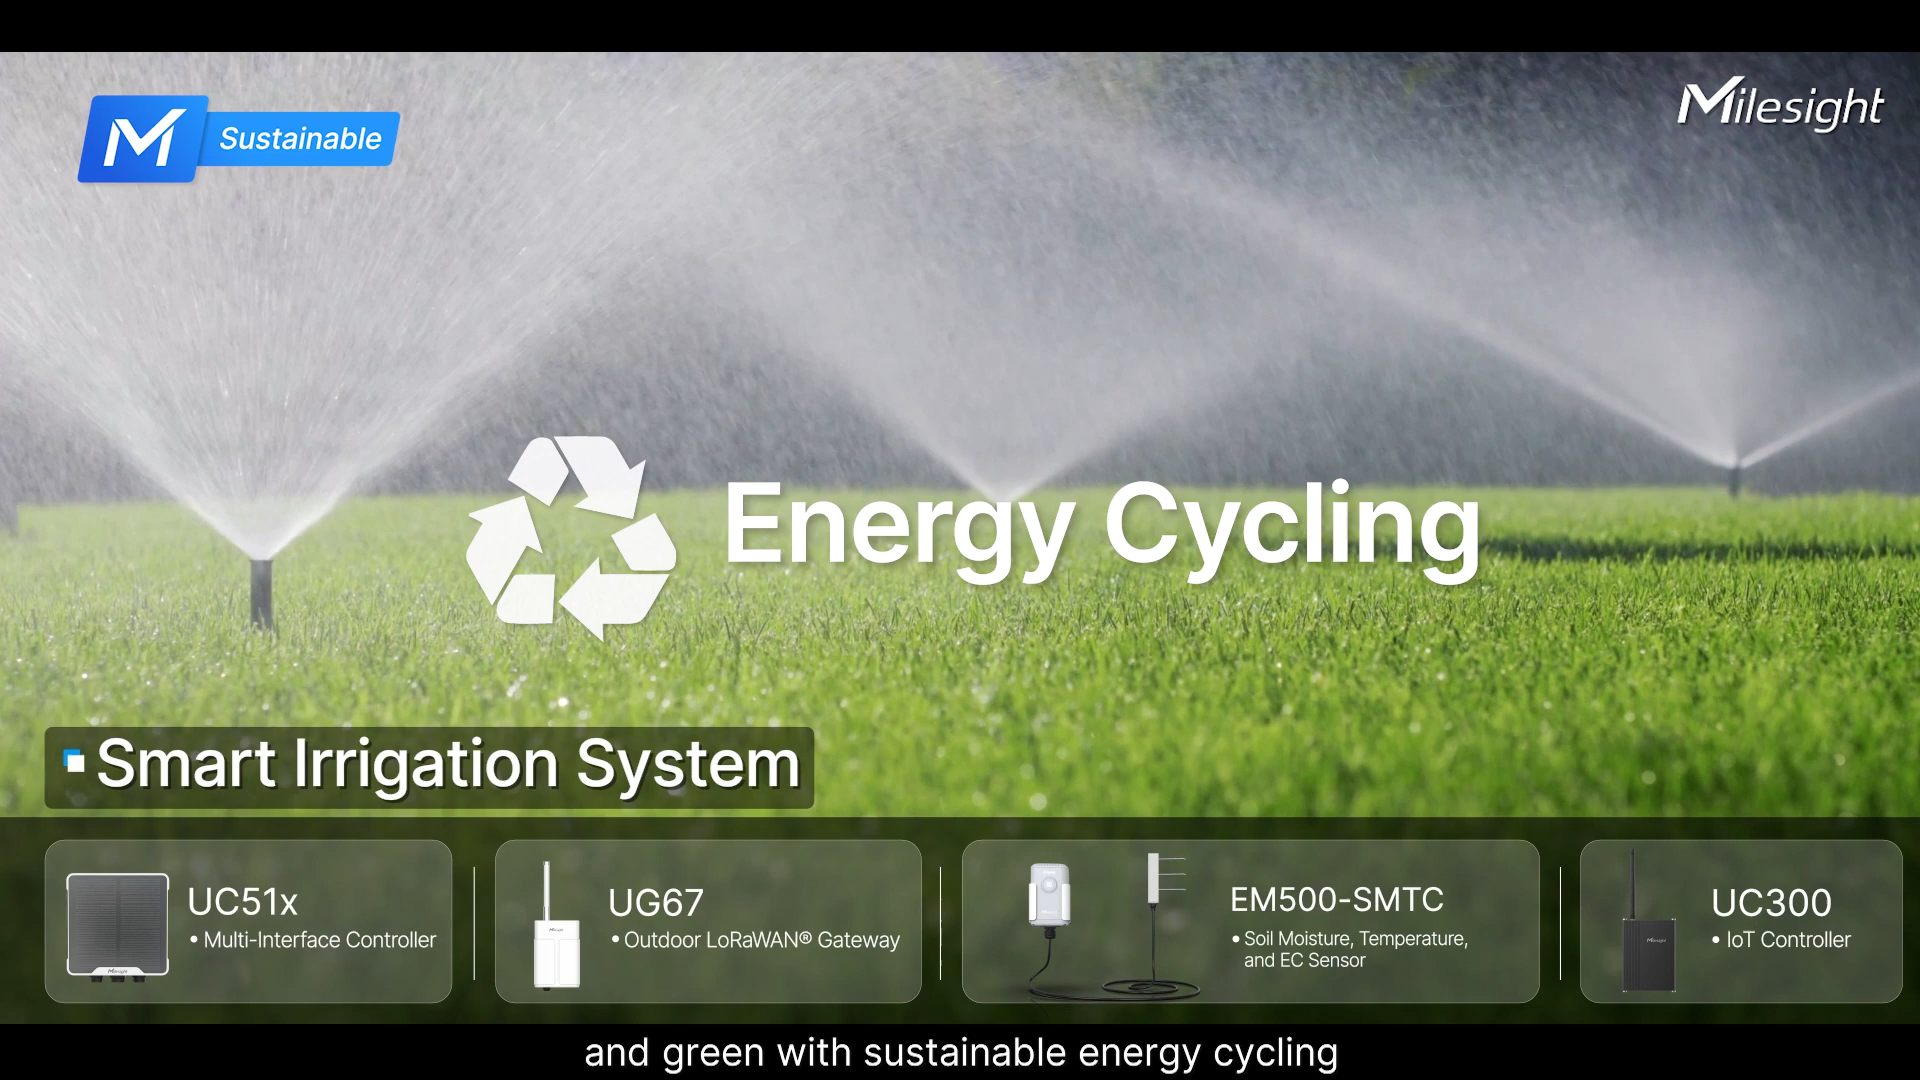 Sustainable
Milesight
Energy Cycling
Smart Irrigation System
UC51x
• Multi-Interface Controller
UG67
• Outdoor LoRaWAN® Gateway
EM500-SMTC
• Soil Moisture, Temperature,
and EC Sensor
UC300
• IoT Controller
and green with sustainable energy cycling